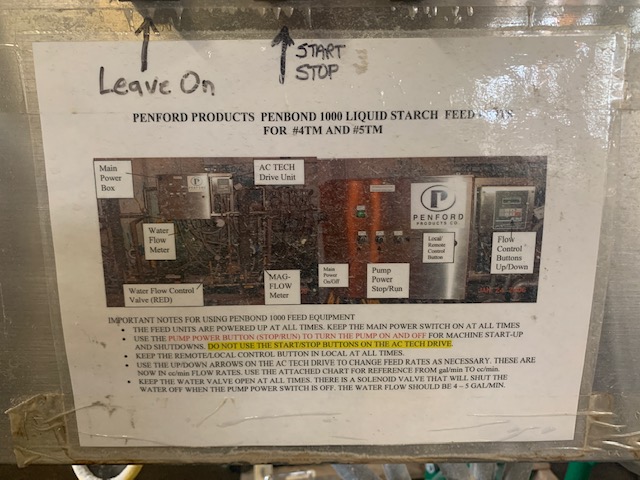 Leave On
START
STOP
PENFORD PRODUCTS PENBOND 1000 LIQUID STARCH FEED
FOR #4TM AND #5TM
Main
Power
Box
AC TECH
Drive Unit
Water
Flow
Meter
PENFORD
PRODUCTS CO.
Local/
Remote
Control
Button
Flow
Control
Buttons
Up/Down
Water Flow Control
Valve (RED)
MAG-
FLOW
Meter
Main
Power
On/Off
Pump
Power
Stop/Run
IMPORTANT NOTES FOR USING PENBOND 1000 FEED EQUIPMENT
• THE FEED UNITS ARE POWERED UP AT ALL TIMES. KEEP THE MAIN POWER SWITCH ON AT ALL TIMES
• USE THE PUMP POWER BUTTON (STOP/RUN) TO TURN THE PUMP ON AND OFF FOR MACHINE START-UP
AND SHUTDOWNS. DO NOT USE THE START/STOP BUTTONS ON THE AC TECH DRIVE.
• KEEP THE REMOTE/LOCAL CONTROL BUTTON IN LOCAL AT ALL TIMES.
• USE THE UP/DOWN ARROWS ON THE AC TECH DRIVE TO CHANGE FEED RATES AS NECESSARY. THESE ARE
NOW IN cc/min FLOW RATES. USE THE ATTACHED CHART FOR REFERENCE FROM gal/min TO cc/min.
• KEEP THE WATER VALVE OPEN AT ALL TIMES. THERE IS A SOLENOID VALVE THAT WILL SHUT THE
WATER OFF WHEN THE PUMP POWER SWITCH IS OFF. THE WATER FLOW SHOULD BE 4 – 5 GAL/MIN.